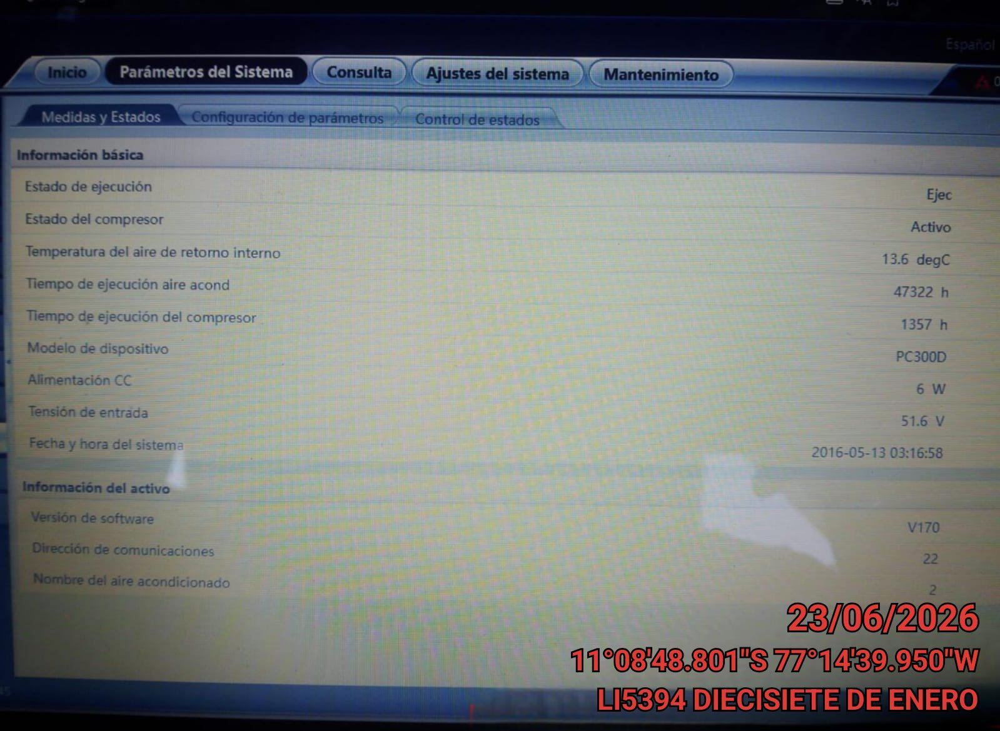 Español
Inicio Parámetros del Sistema Consulta Ajustes del sistema Mantenimiento
Medidas y Estados Configuración de parámetros Control de estados
Información básica
Estado de ejecución Ejec
Estado del compresor Activo
Temperatura del aire de retorno interno 13.6 degC
Tiempo de ejecución aire acond 47322 h
Tiempo de ejecución del compresor 1357 h
Modelo de dispositivo PC300D
Alimentación CC 6 W
Tensión de entrada 51.6 V
Fecha y hora del sistema 2016-05-13 03:16:58
Información del activo
Versión de software V170
Dirección de comunicaciones 22
Nombre del aire acondicionado 2
23/06/2026
11°08'48.801"S 77°14'39.950"W
LI5394 DIECISIETE DE ENERO